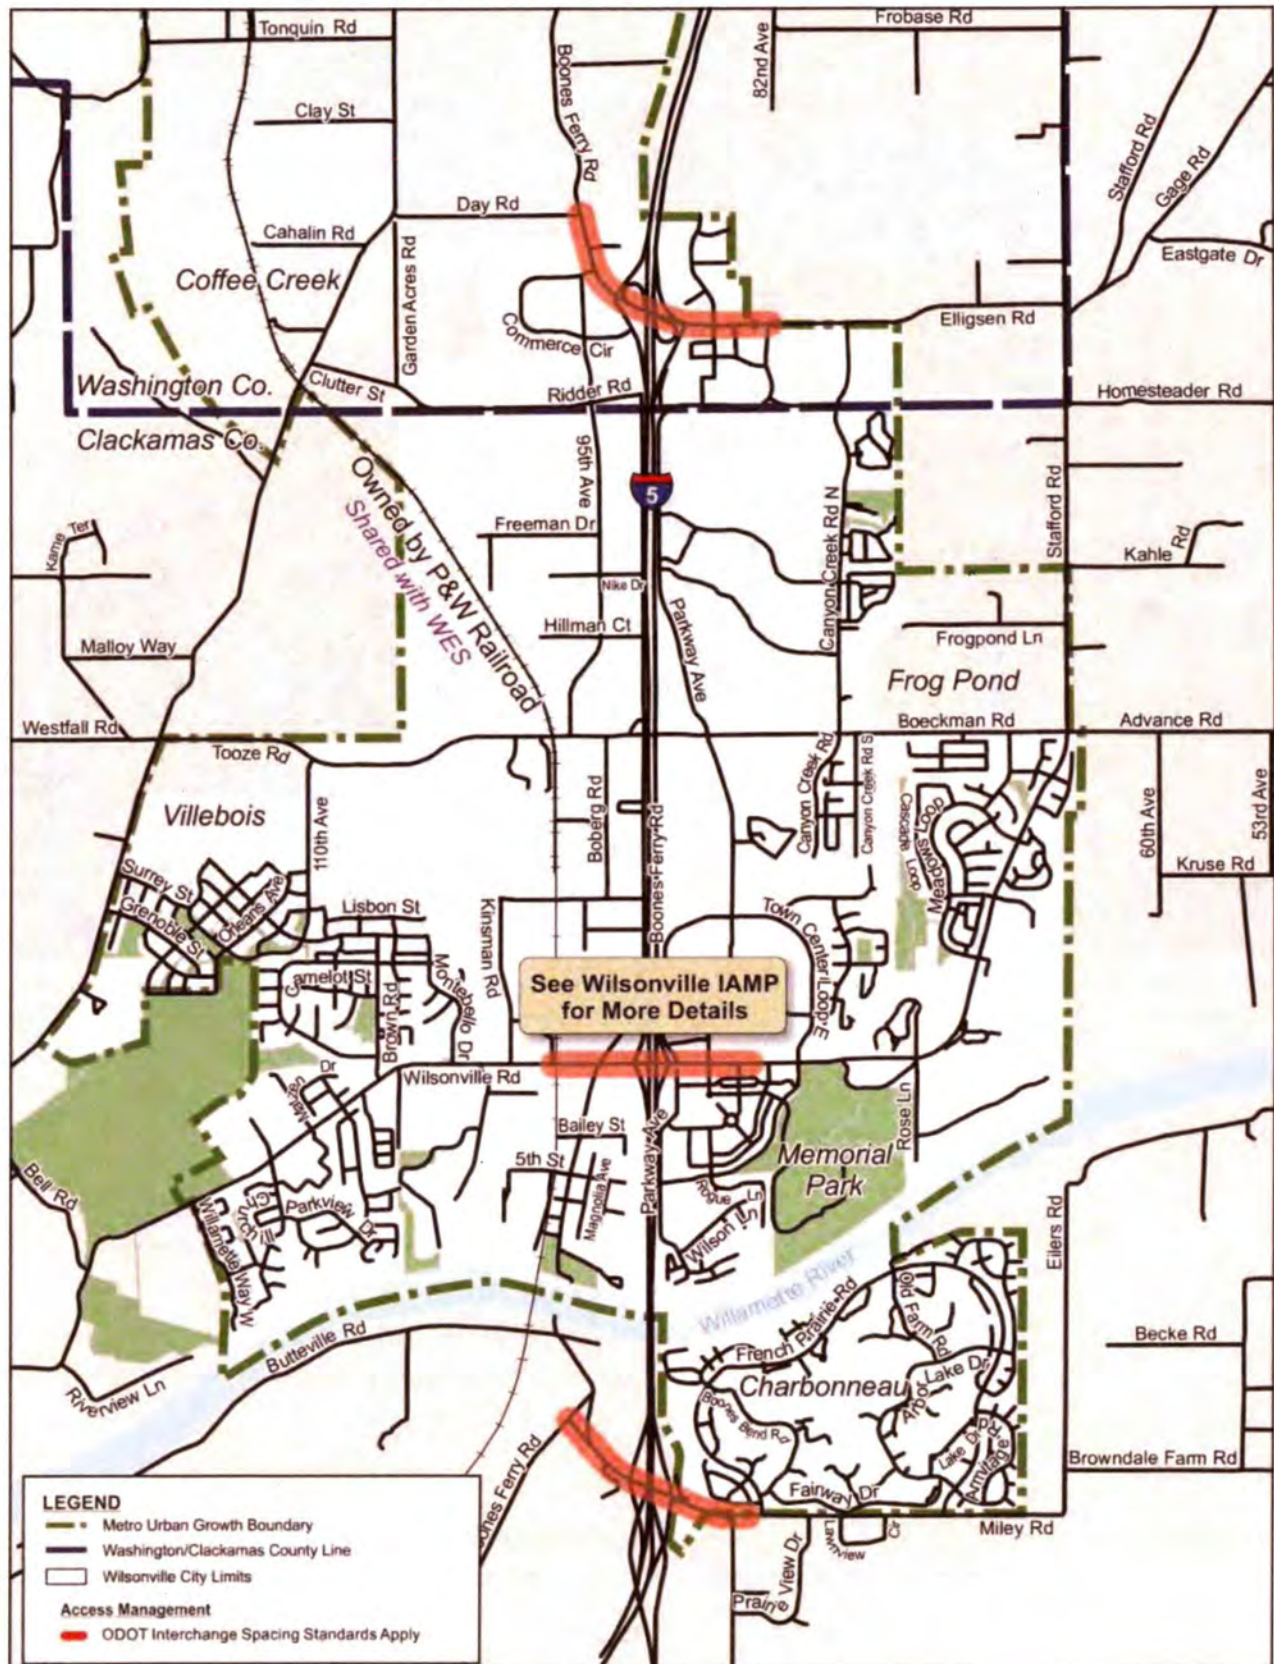 Tonquin Rd
Frobase Rd
Boones Ferry Rd
82nd Ave
Clay St
Stafford Rd
Gage Rd
Day Rd
Cahalin Rd
Eastgate Dr
Coffee Creek
Garden Acres Rd
Elligsen Rd
Commerce Cir
Washington Co.
Clutter St
Ridder Rd
Homesteader Rd
Clackamas Co.
95th Ave
Owned by P&W Railroad
Shared with WES
5
Canyon Creek Rd N
Stafford Rd
Kane Ter
Freeman Dr
Kahle Rd
Nike Dr
Parkway Ave
Hillman Ct
Frogpond Ln
Malloy Way
Frog Pond
Westfall Rd
Boeckman Rd
Advance Rd
Tooze Rd
Canyon Creek Rd
Canyon Creek Rd S
Villebois
110th Ave
Boberg Rd
Boones Ferry Rd
Cascade Loop
Meadows Loop
60th Ave
53rd Ave
Kruse Rd
Surrey St
Orleans Ave
Grenoble St
Lisbon St
Kinsman Rd
Town Center Loop E
Camelot St
Brown Rd
Montebello Dr
See Wilsonville IAMP
for More Details
Wilsonville Rd
Rose Ln
Bailey St
Parkway Ave
Memorial
Park
5th St
Magnolia Ave
Rogue Ln
Bell Rd
Willamette Way W
Churchill
Parkview Dr
Wilson Ln
Eilers Rd
Willamette River
Butteville Rd
French Prairie Rd
Old Farm Rd
Becke Rd
Riverview Ln
Charbonneau
Lake Dr
Arbor
Boones Bend Rd
Lake Dr
Armitage Rd
Browndale Farm Rd
Fairway Dr
ones Ferry Rd
Miley Rd
Lawnview Cir
Prairie View Dr
LEGEND
Metro Urban Growth Boundary
Washington/Clackamas County Line
Wilsonville City Limits
Access Management
ODOT Interchange Spacing Standards Apply